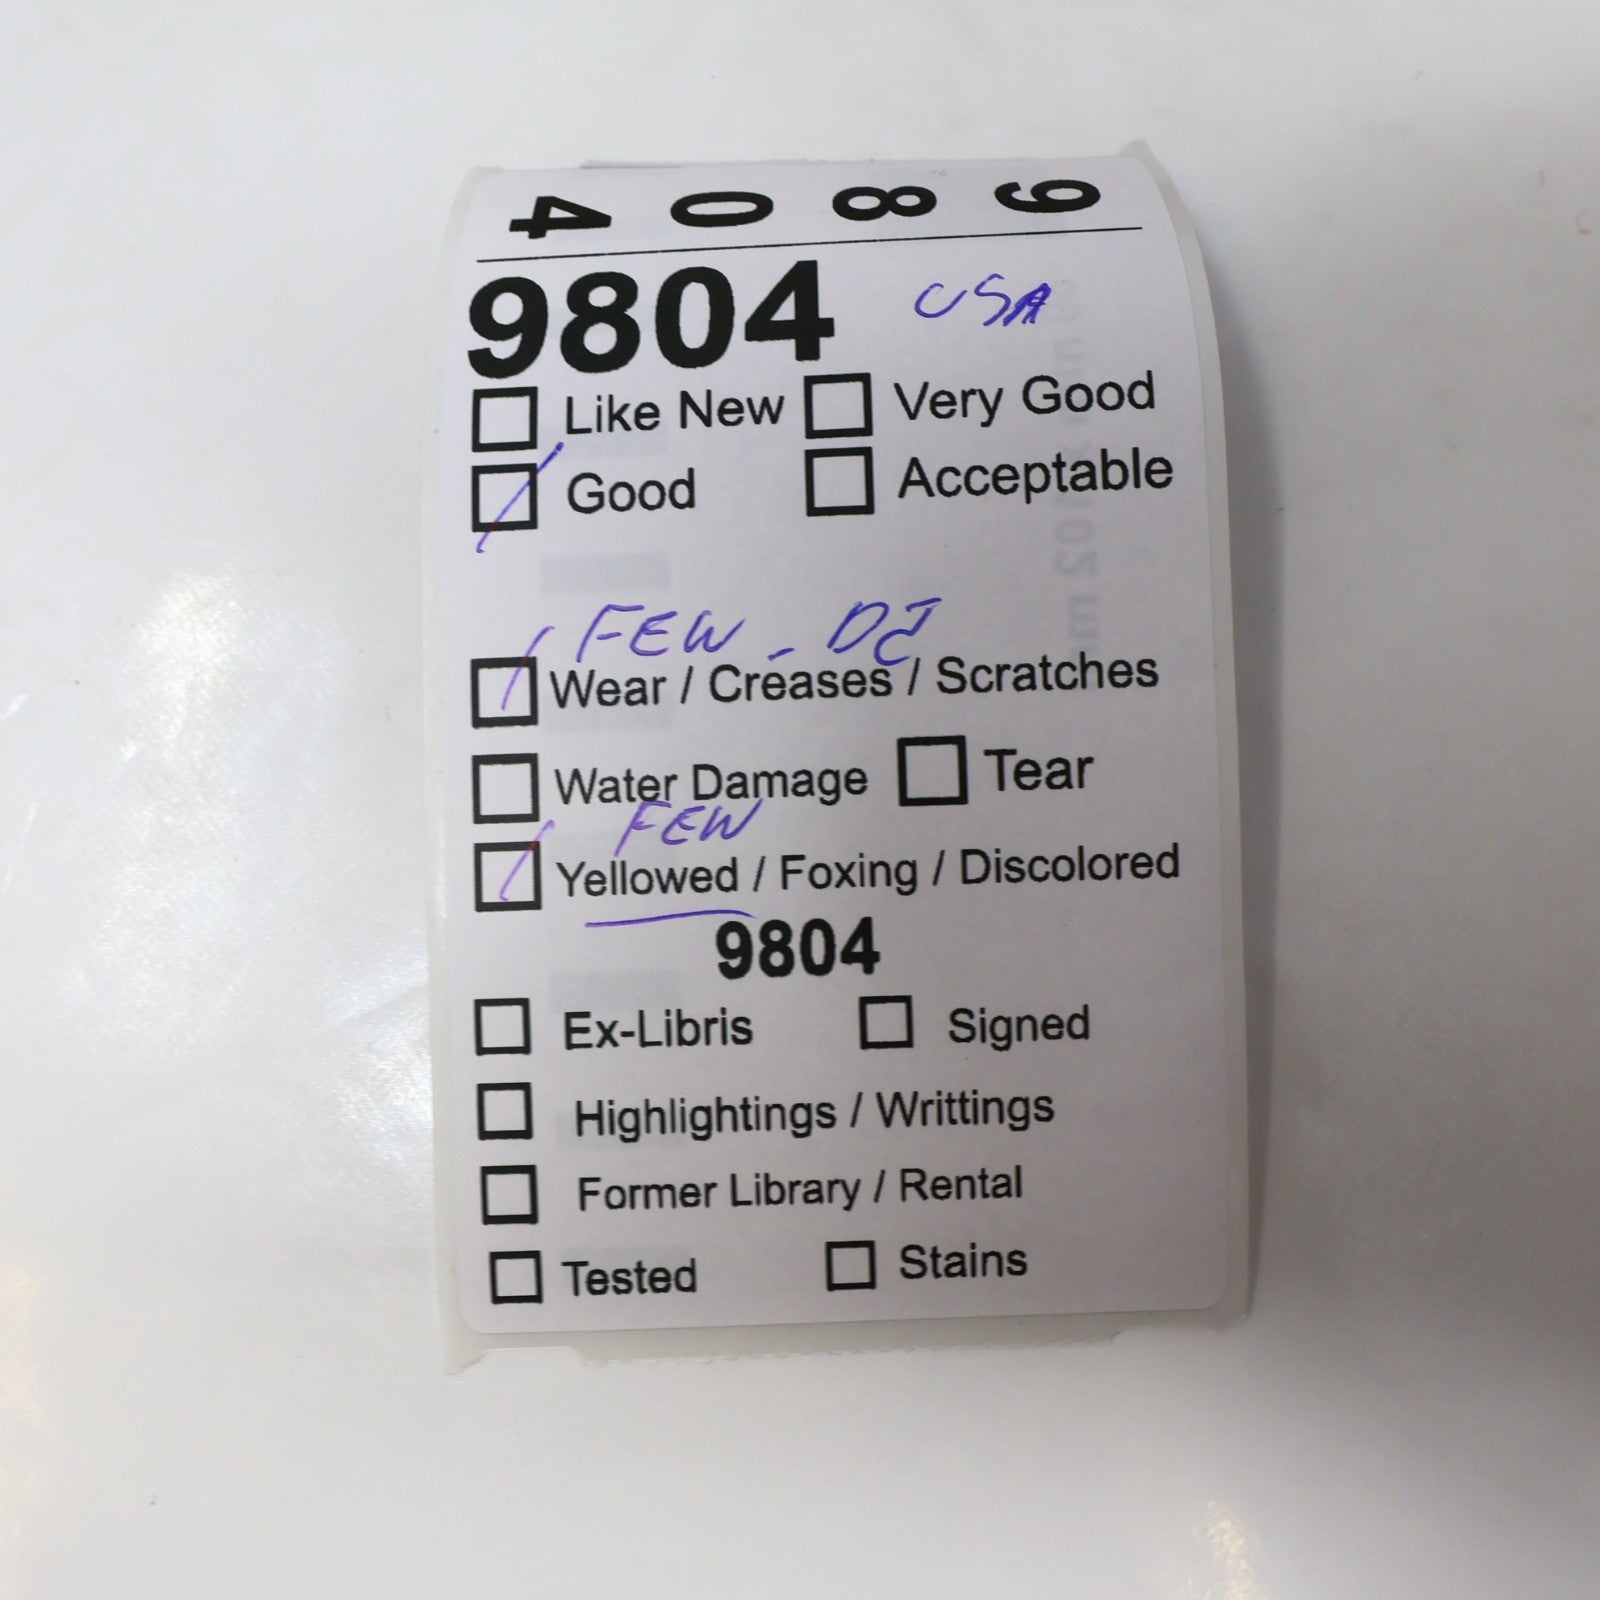 9804
9804 USA
Like New Very Good
Good Acceptable
FEW - DJ
Wear / Creases / Scratches
Water Damage Tear
FEW
Yellowed / Foxing / Discolored
9804
Ex-Libris Signed
Highlightings / Writtings
Former Library / Rental
Tested Stains